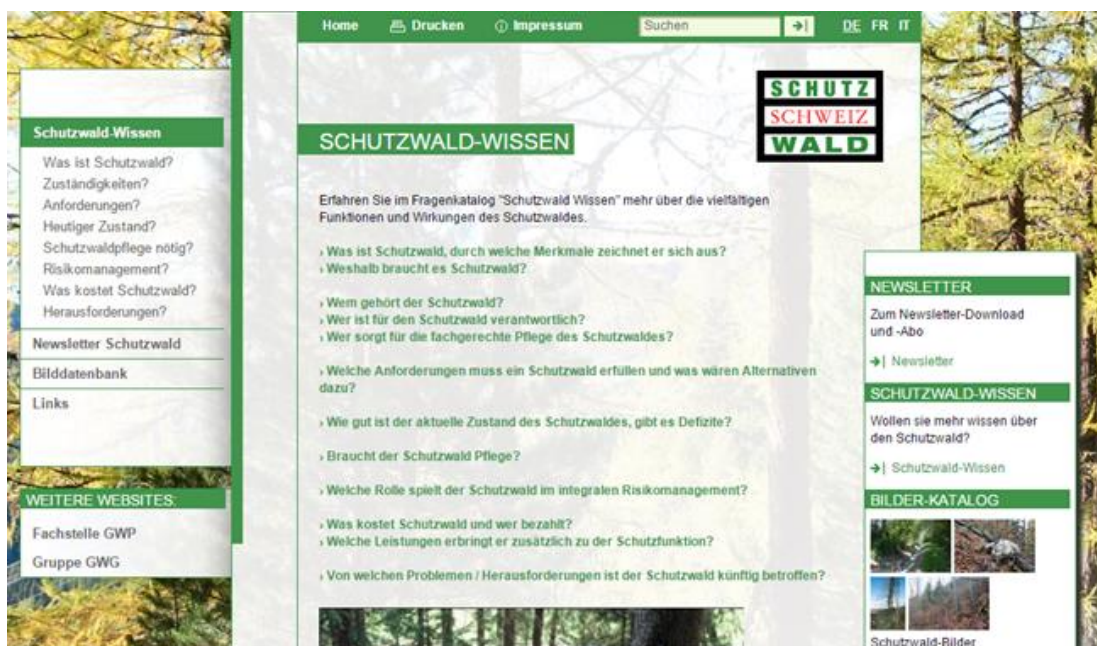 Home Drucken Impressum Suchen DE FR IT
Schutzwald-Wissen
Was ist Schutzwald?
Zuständigkeiten?
Anforderungen?
Heutiger Zustand?
Schutzwaldpflege nötig?
Risikomanagement?
Was kostet Schutzwald?
Herausforderungen?
Newsletter Schutzwald
Bilddatenbank
Links
WEITERE WEBSITES:
Fachstelle GWP
Gruppe GWG
SCHUTZ
SCHWEIZ
WALD
SCHUTZWALD-WISSEN
Erfahren Sie im Fragenkatalog "Schutzwald Wissen" mehr über die vielfältigen
Funktionen und Wirkungen des Schutzwaldes.
› Was ist Schutzwald, durch welche Merkmale zeichnet er sich aus?
› Weshalb braucht es Schutzwald?
› Wem gehört der Schutzwald?
› Wer ist für den Schutzwald verantwortlich?
› Wer sorgt für die fachgerechte Pflege des Schutzwaldes?
› Welche Anforderungen muss ein Schutzwald erfüllen und was wären Alternativen
dazu?
› Wie gut ist der aktuelle Zustand des Schutzwaldes, gibt es Defizite?
› Braucht der Schutzwald Pflege?
› Welche Rolle spielt der Schutzwald im integralen Risikomanagement?
› Was kostet Schutzwald und wer bezahlt?
› Welche Leistungen erbringt er zusätzlich zu der Schutzfunktion?
› Von welchen Problemen / Herausforderungen ist der Schutzwald künftig betroffen?
NEWSLETTER
Zum Newsletter-Download
und -Abo
Newsletter
SCHUTZWALD-WISSEN
Wollen sie mehr wissen über
den Schutzwald?
Schutzwald-Wissen
BILDER-KATALOG
Schutzwald-Bilder